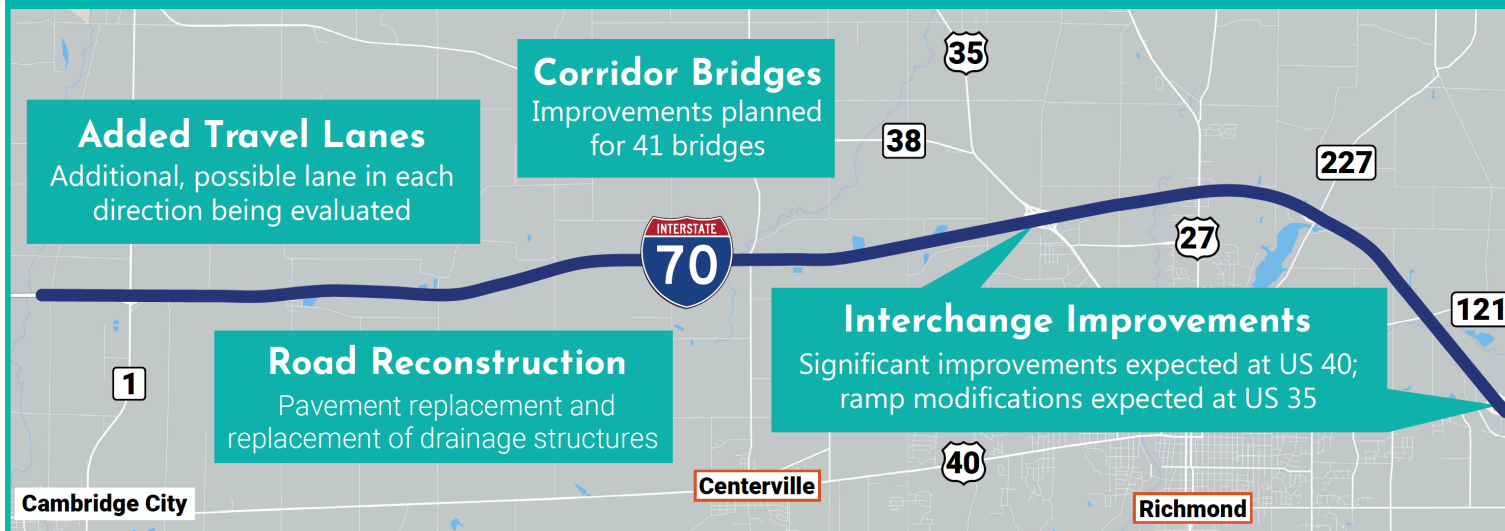 Added Travel Lanes
Additional, possible lane in each
direction being evaluated
Corridor Bridges
Improvements planned
for 41 bridges
35
38
227
INTERSTATE
70
27
121
Interchange Improvements
Significant improvements expected at US 40;
ramp modifications expected at US 35
1
Road Reconstruction
Pavement replacement and
replacement of drainage structures
40
Cambridge City
Centerville
Richmond